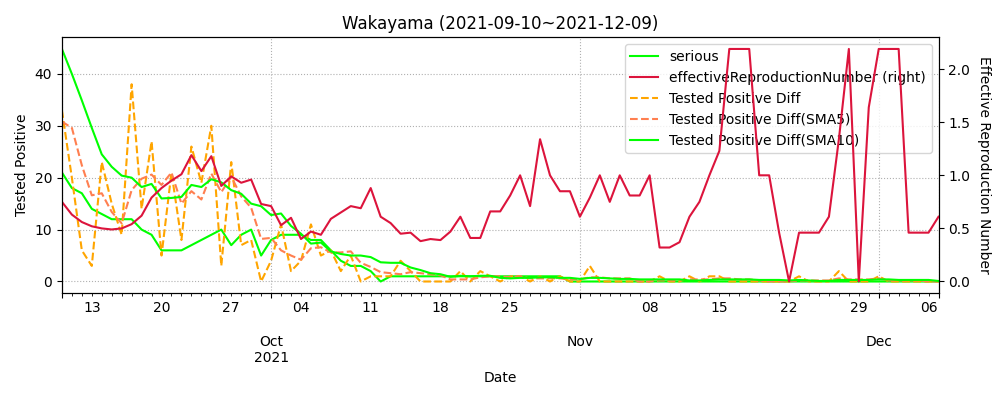 Wakayama (2021-09-10~2021-12-09)
serious
effectiveReproductionNumber (right)
Tested Positive Diff
Tested Positive Diff(SMA5)
Tested Positive Diff(SMA10)
Tested Positive
40
30
20
10
0
Effective Reproduction Number
2.0
1.5
1.0
0.5
0.0
13 20 27 04 11 18 25 08 15 22 29 06
Oct Nov Dec
2021
Date